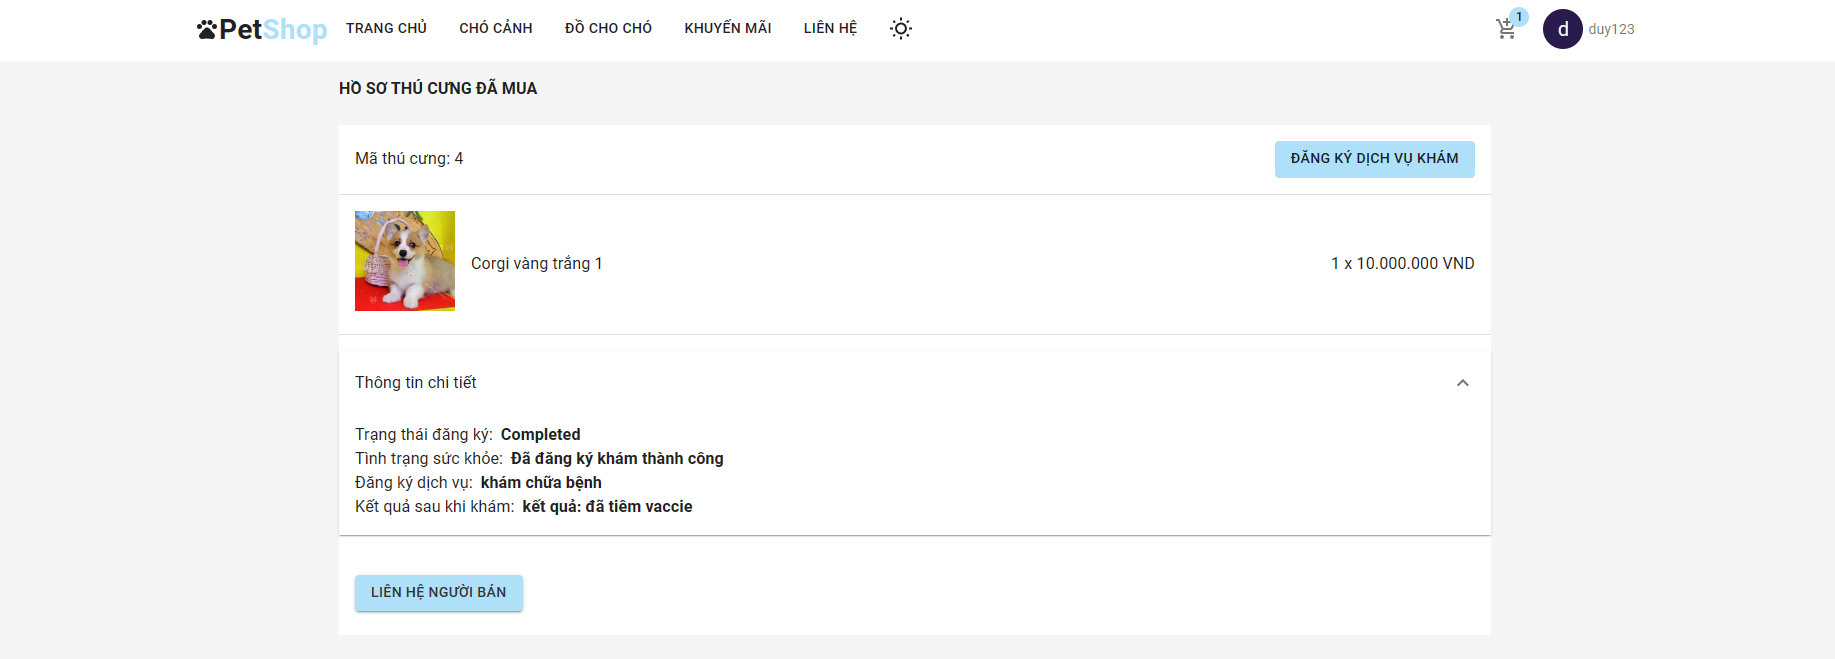 PetShop TRANG CHỦ CHÓ CẢNH ĐỒ CHO CHÓ KHUYẾN MÃI LIÊN HỆ 1 d duy123
HỒ SƠ THÚ CƯNG ĐÃ MUA
Mã thú cưng: 4 ĐĂNG KÝ DỊCH VỤ KHÁM
Corgi vàng trắng 1 1 x 10.000.000 VND
Thông tin chi tiết
Trạng thái đăng ký: Completed
Tình trạng sức khỏe: Đã đăng ký khám thành công
Đăng ký dịch vụ: khám chữa bệnh
Kết quả sau khi khám: kết quả: đã tiêm vaccie
LIÊN HỆ NGƯỜI BÁN